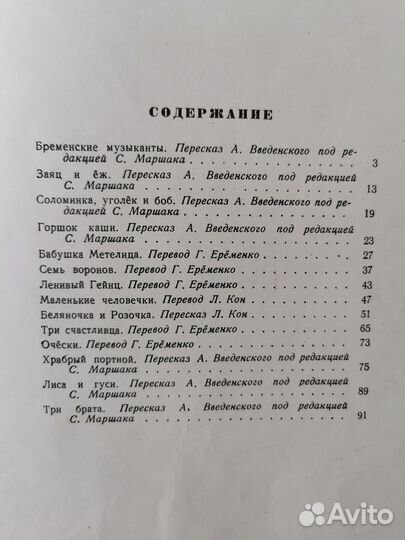 СОДЕРЖАНИЕ
Бременские музыканты. Пересказ А. Введенского под ре-
дакцией С. Маршака . . . . . . . . . . . . . . . 3
Заяц и ёж. Пересказ А. Введенского под редакцией
С. Маршака . . . . . . . . . . . . . . . . . . 13
Соломинка, уголёк и боб. Пересказ А. Введенского под
редакцией С. Маршака . . . . . . . . . . . . . . 19
Горшок каши. Пересказ А. Введенского под редакцией
С. Маршака . . . . . . . . . . . . . . . . . . 23
Бабушка Метелица. Перевод Г. Ерёменко . . . . . . . . 27
Семь воронов. Перевод Г. Ерёменко . . . . . . . . . . 37
Ленивый Гейнц. Перевод Г. Ерёменко . . . . . . . . . 43
Маленькие человечки. Перевод Л. Кон . . . . . . . . . 47
Беляночка и Розочка. Пересказ Л. Кон . . . . . . . . 51
Три счастливца. Перевод Г. Ерёменко . . . . . . . . . 65
Очёски. Перевод Г. Ерёменко . . . . . . . . . . . . 73
Храбрый портной. Пересказ А. Введенского под редакцией
С. Маршака . . . . . . . . . . . . . . . . . . 75
Лиса и гуси. Пересказ А. Введенского под редакцией
С. Маршака . . . . . . . . . . . . . . . . . . 89
Три брата. Пересказ А. Введенского под редакцией
С. Маршака . . . . . . . . . . . . . . . . . . 91
Avito